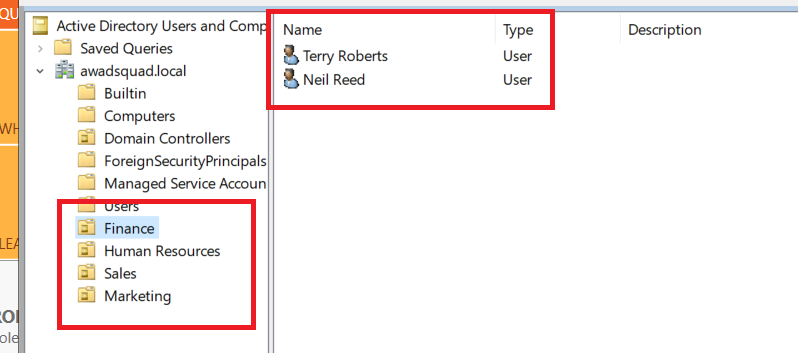 QU
WH
LEA
ROI
ole
Active Directory Users and Comp
Saved Queries
awadsquad.local
Builtin
Computers
Domain Controllers
ForeignSecurityPrincipals
Managed Service Accoun
Users
Finance
Human Resources
Sales
Marketing
Name Type Description
Terry Roberts User
Neil Reed User